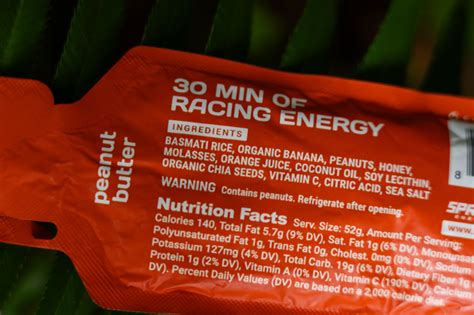 peanut
butter
30 MIN OF
RACING ENERGY
INGREDIENTS
BASMATI RICE, ORGANIC BANANA, PEANUTS, HONEY,
MOLASSES, ORANGE JUICE, COCONUT OIL, SOY LECITHIN,
ORGANIC CHIA SEEDS, VITAMIN C, CITRIC ACID, SEA SALT
WARNING Contains peanuts. Refrigerate after opening.
Nutrition Facts Serv. Size: 52g, Amount Per Serving:
Calories 140, Total Fat 5.7g (9% DV), Sat. Fat 1g (6% DV),
Polyunsaturated Fat 1g, Trans Fat 0g, Cholest. 0mg (0% DV),
Potassium 127mg (4% DV), Total Carb. 19g (6% DV), Dietary Fiber 1g
Protein 1g (2% DV), Vitamin A (0% DV), Vitamin C (190% DV)
DV). Percent Daily Values (DV) are based on a 2,000 calorie diet.
8